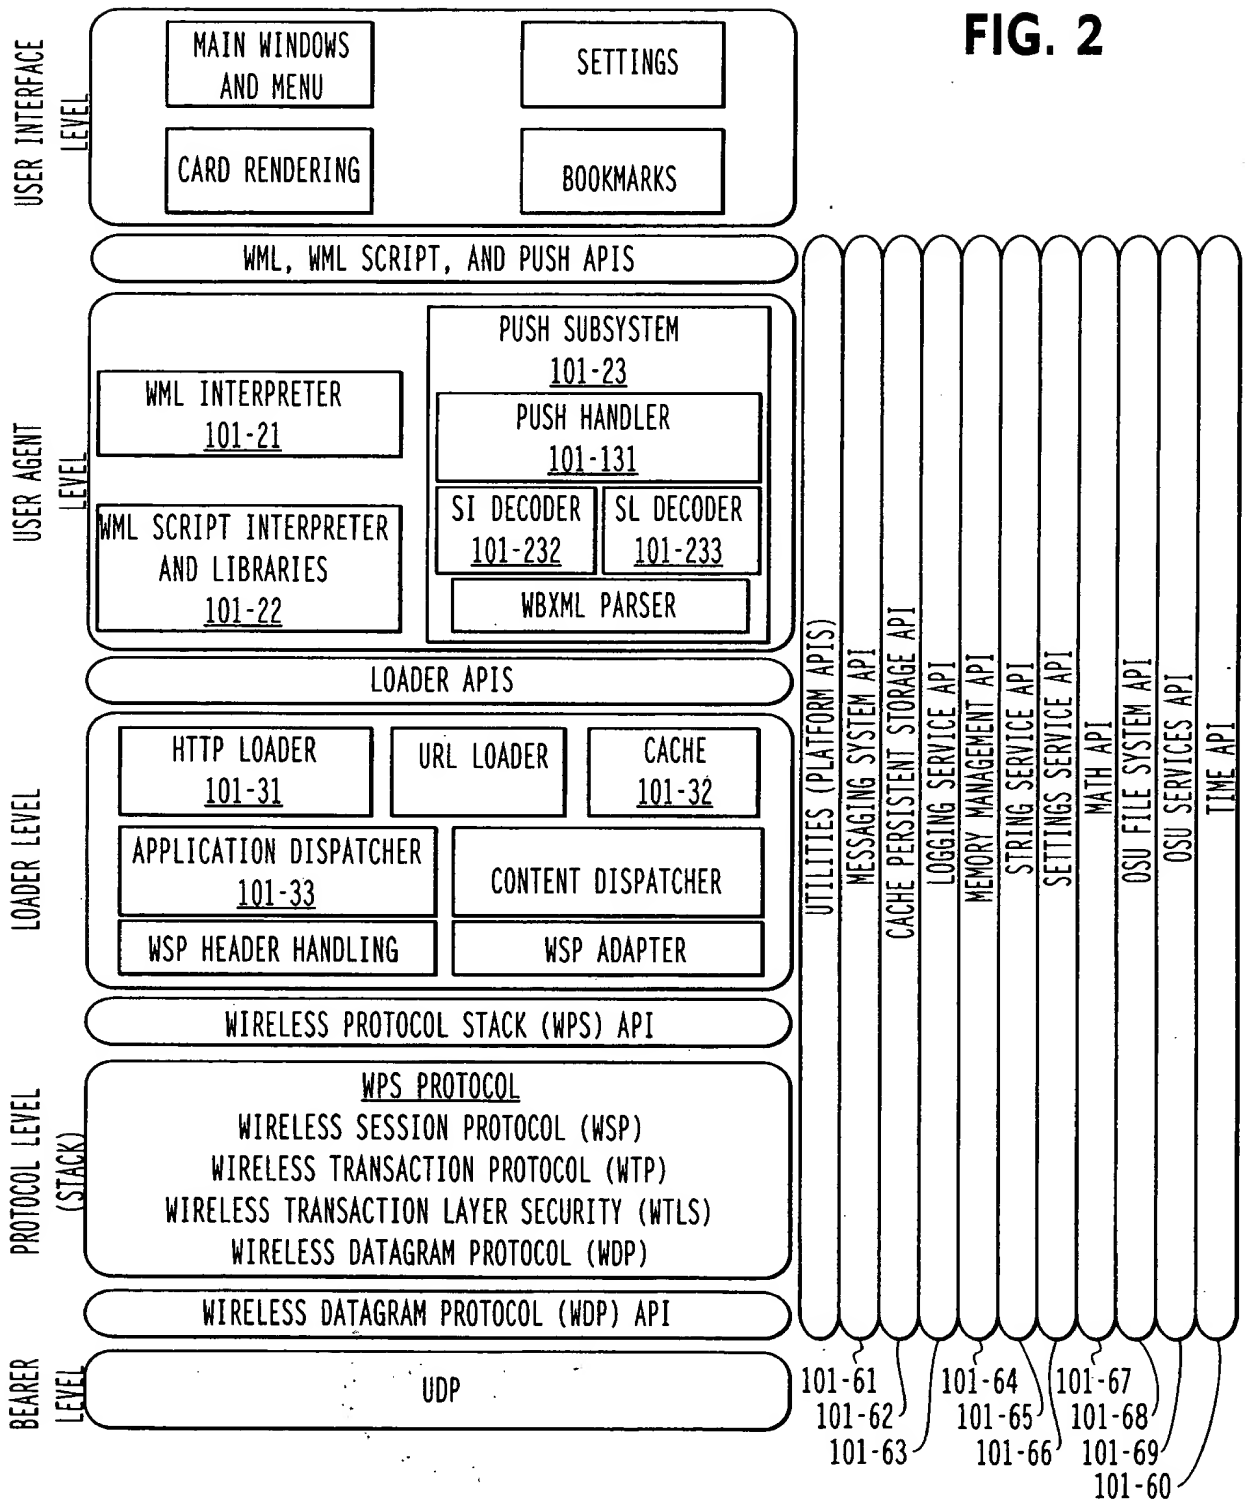 FIG. 2
USER INTERFACE
LEVEL
MAIN WINDOWS
AND MENU
SETTINGS
CARD RENDERING
BOOKMARKS
WML, WML SCRIPT, AND PUSH APIS
USER AGENT
LEVEL
PUSH SUBSYSTEM
101-23
WML INTERPRETER
101-21
PUSH HANDLER
101-131
SI DECODER
101-232
SL DECODER
101-233
WML SCRIPT INTERPRETER
AND LIBRARIES
101-22
WBXML PARSER
LOADER APIS
LOADER LEVEL
HTTP LOADER
101-31
URL LOADER
CACHE
101-32
APPLICATION DISPATCHER
101-33
CONTENT DISPATCHER
WSP HEADER HANDLING
WSP ADAPTER
WIRELESS PROTOCOL STACK (WPS) API
PROTOCOL LEVEL
(STACK)
WPS PROTOCOL
WIRELESS SESSION PROTOCOL (WSP)
WIRELESS TRANSACTION PROTOCOL (WTP)
WIRELESS TRANSACTION LAYER SECURITY (WTLS)
WIRELESS DATAGRAM PROTOCOL (WDP)
WIRELESS DATAGRAM PROTOCOL (WDP) API
BEARER
LEVEL
UDP
UTILITIES (PLATFORM APIS)
MESSAGING SYSTEM API
CACHE PERSISTENT STORAGE API
LOGGING SERVICE API
MEMORY MANAGEMENT API
STRING SERVICE API
SETTINGS SERVICE API
MATH API
OSU FILE SYSTEM API
OSU SERVICES API
TIME API
101-61
101-62
101-63
101-64
101-65
101-66
101-67
101-68
101-69
101-60